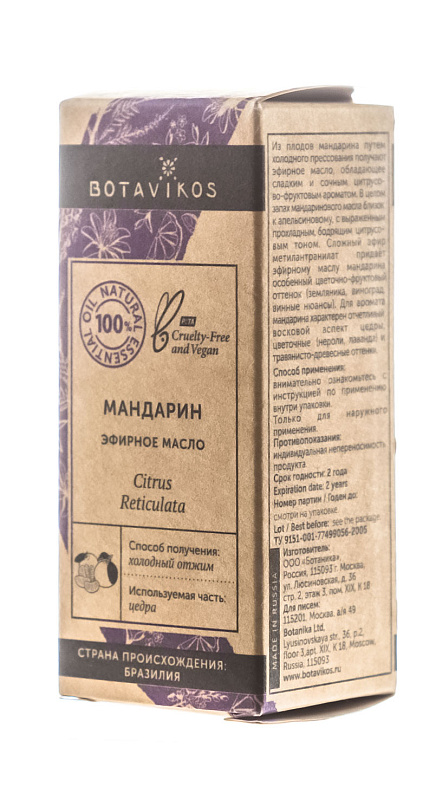 BOTAVIKOS
100%
OIL NATURAL
ESSENTIAL
PETA
Cruelty-Free
and Vegan
МАНДАРИН
ЭФИРНОЕ МАСЛО
Citrus
Reticulata
Способ получения:
холодный отжим
Используемая часть:
цедра
СТРАНА ПРОИСХОЖДЕНИЯ:
БРАЗИЛИЯ
Из плодов мандарина путем
холодного прессования получают
эфирное масло, обладающее
сладким и сочным цитрусо-
во-фруктовым ароматом. В целом
запах мандаринового масла близок
к апельсиновому, с выраженным
прохладным, бодрящим цитрусо-
вым тоном. Сложный эфир
метилантранилат придает
эфирному маслу мандарина
особенный цветочно-фруктовый
оттенок (земляника, виноград,
винные нюансы). Для аромата
мандарина характерен отчетливый
восковой аспект цедры,
цветочные (нероли, лаванда) и
травянисто-древесные оттенки.
Способ применения:
внимательно ознакомьтесь с
инструкцией по применению
внутри упаковки.
Только для наружного
применения.
Противопоказания:
индивидуальная непереносимость
продукта.
Срок годности: 2 года
Expiration date: 2 years
Номер партии / Годен до:
смотри на упаковке.
Lot / Best before: see the package.
ТУ 9151-001-77499056-2005
Изготовитель:
ООО «Ботаника»,
Россия, 115093 г. Москва,
ул. Люсиновская, д. 36
стр. 2, этаж 3, пом. XIX, К 18
Для писем:
115201, Москва, а/я 49
Botanika Ltd.
Lyusinovskaya str., 36, p.2,
floor 3,apt. XIX, K 18, Moscow,
Russia, 115093
www.botavikos.ru
MADE IN RUSSIA